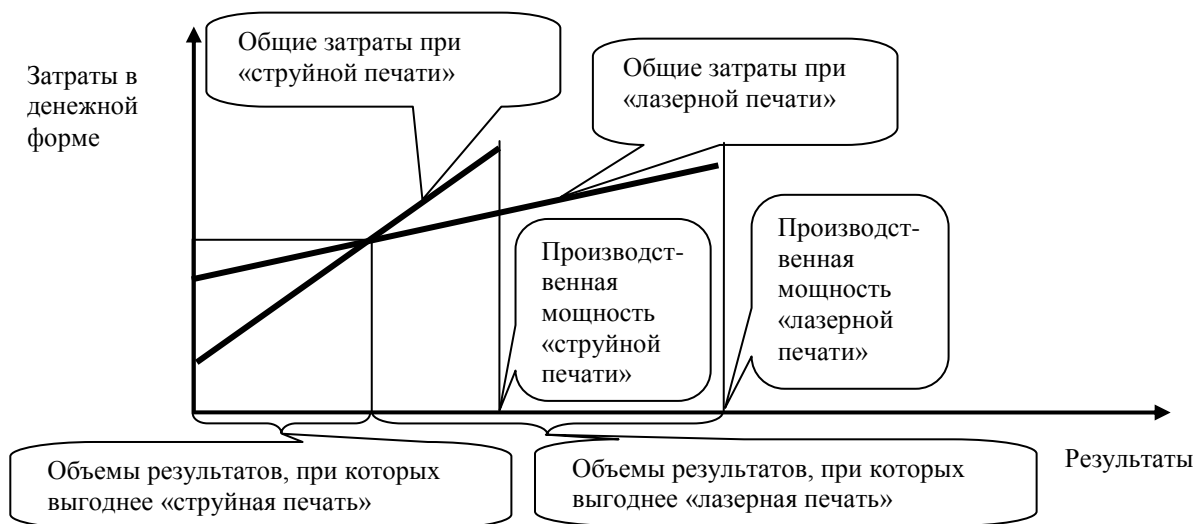 Затраты в
денежной
форме
Общие затраты при
«струйной печати»
Общие затраты при
«лазерной печати»
Производст-
венная
мощность
«струйной
печати»
Производст-
венная
мощность
«лазерной
печати»
Результаты
Объемы результатов, при которых
выгоднее «струйная печать»
Объемы результатов, при которых
выгоднее «лазерная печать»